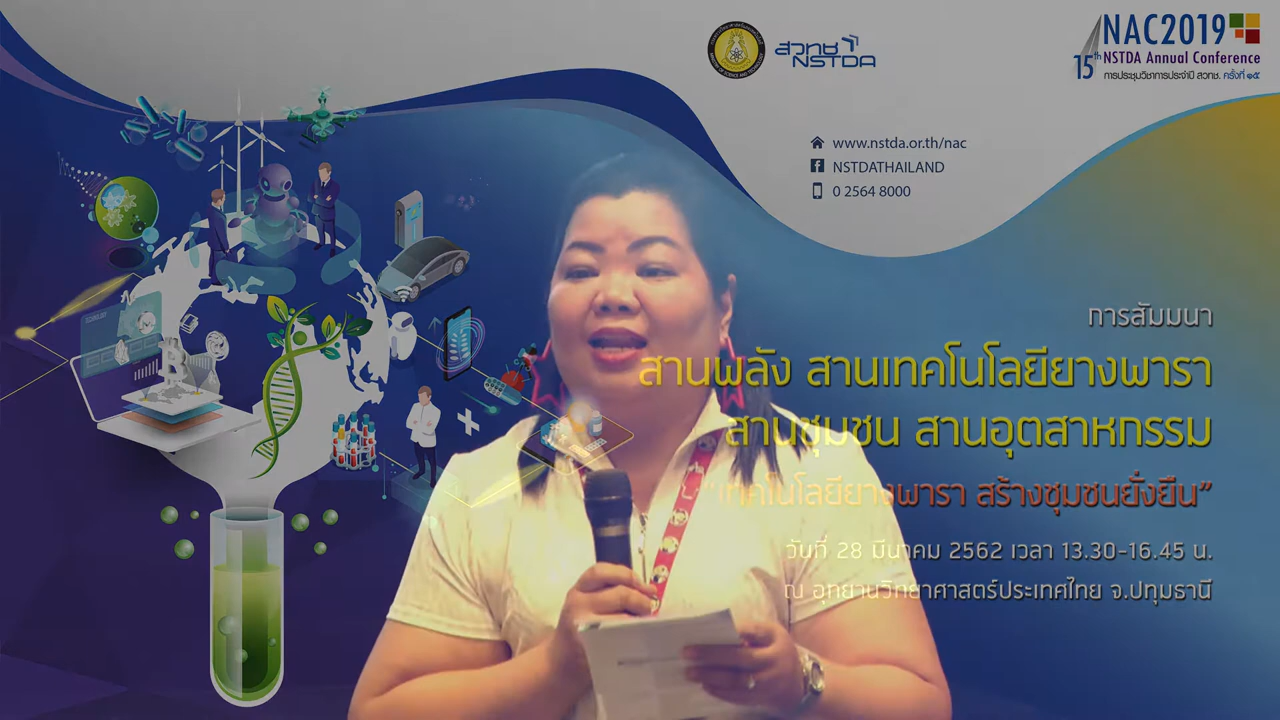 สวทช
NSTDA
NAC2019
15th NSTDA Annual Conference
การประชุมวิชาการประจำปี สวทช. ครั้งที่ ๑๕
www.nstda.or.th/nac
NSTDATHAILAND
0 2564 8000
การสัมมนา
สานพลัง สานเทคโนโลยียางพารา
สานชุมชน สานอุตสาหกรรม
“เทคโนโลยียางพารา สร้างชุมชนยั่งยืน”
วันที่ 28 มีนาคม 2562 เวลา 13.30-16.45 น.
ณ อุทยานวิทยาศาสตร์ประเทศไทย จ.ปทุมธานี